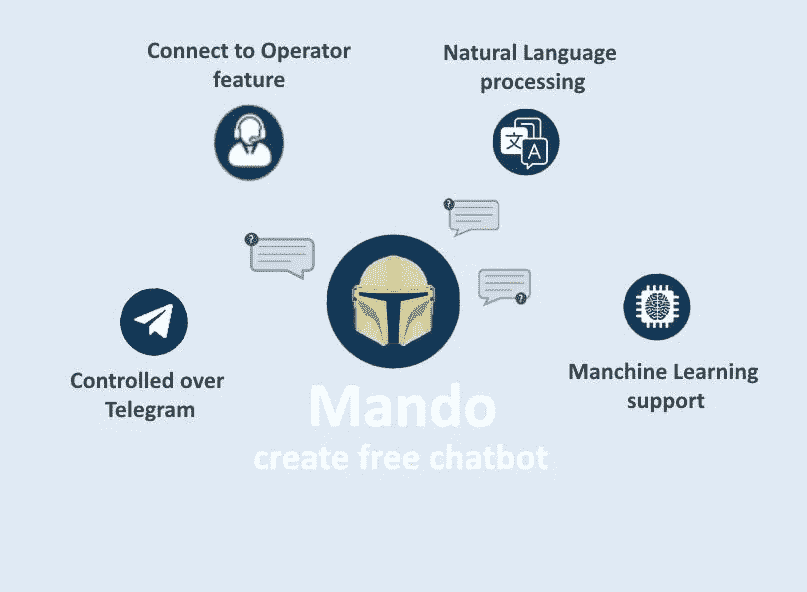 Connect to Operator
feature
Natural Language
processing
文
A
?
?
?
Controlled over
Telegram
Manchine Learning
support
Mando
create free chatbot